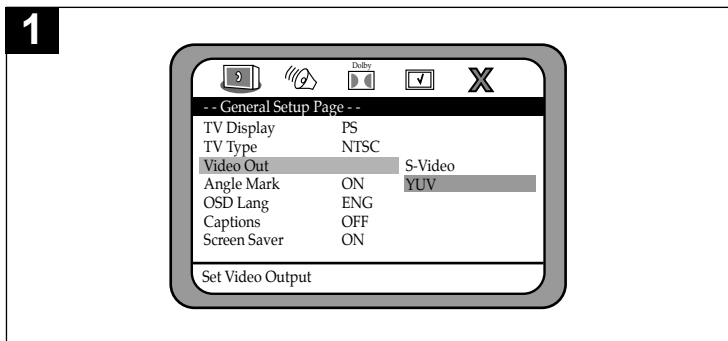 1
Dolby
X
- - General Setup Page - -
TV Display PS
TV Type NTSC
Video Out S-Video
Angle Mark ON YUV
OSD Lang ENG
Captions OFF
Screen Saver ON
Set Video Output